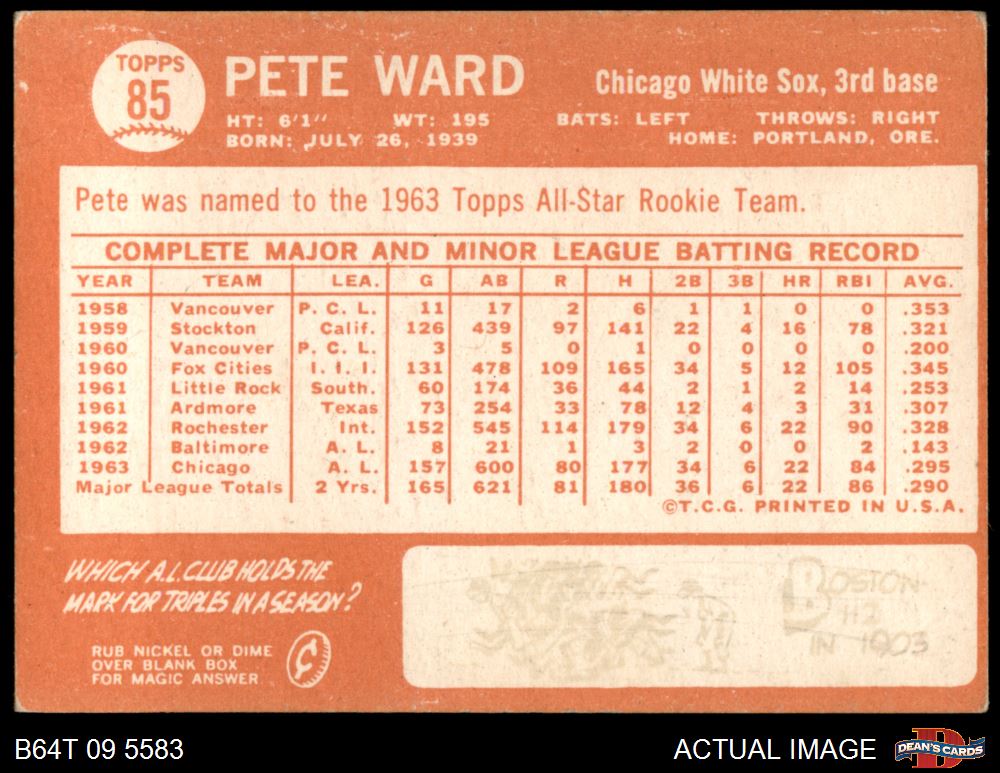 TOPPS
85
PETE WARD
Chicago White Sox, 3rd base
HT: 6'1" WT: 195 BATS: LEFT THROWS: RIGHT
BORN: JULY 26, 1939 HOME: PORTLAND, ORE.
Pete was named to the 1963 Topps All-Star Rookie Team.
COMPLETE MAJOR AND MINOR LEAGUE BATTING RECORD
YEAR TEAM LEA. G AB R H 2B 3B HR RBI AVG.
1958 Vancouver P. C. L. 11 17 2 6 1 1 0 0 .353
1959 Stockton Calif. 126 439 97 141 22 4 16 78 .321
1960 Vancouver P. C. L. 3 5 0 1 0 0 0 0 .200
1960 Fox Cities I. I. I. 131 478 109 165 34 5 12 105 .345
1961 Little Rock South. 60 174 36 44 2 1 2 14 .253
1961 Ardmore Texas 73 254 33 78 12 4 3 31 .307
1962 Rochester Int. 152 545 114 179 34 6 22 90 .328
1962 Baltimore A. L. 8 21 1 3 2 0 0 2 .143
1963 Chicago A. L. 157 600 80 177 34 6 22 84 .295
Major League Totals 2 Yrs. 165 621 81 180 36 6 22 86 .290
©T.C.G. PRINTED IN U.S.A.
WHICH A.L. CLUB HOLDS THE
MARK FOR TRIPLES IN A SEASON?
RUB NICKEL OR DIME
OVER BLANK BOX
FOR MAGIC ANSWER
BOSTON
112
IN 1903
B64T 09 5583
ACTUAL IMAGE
DEAN'S CARDS